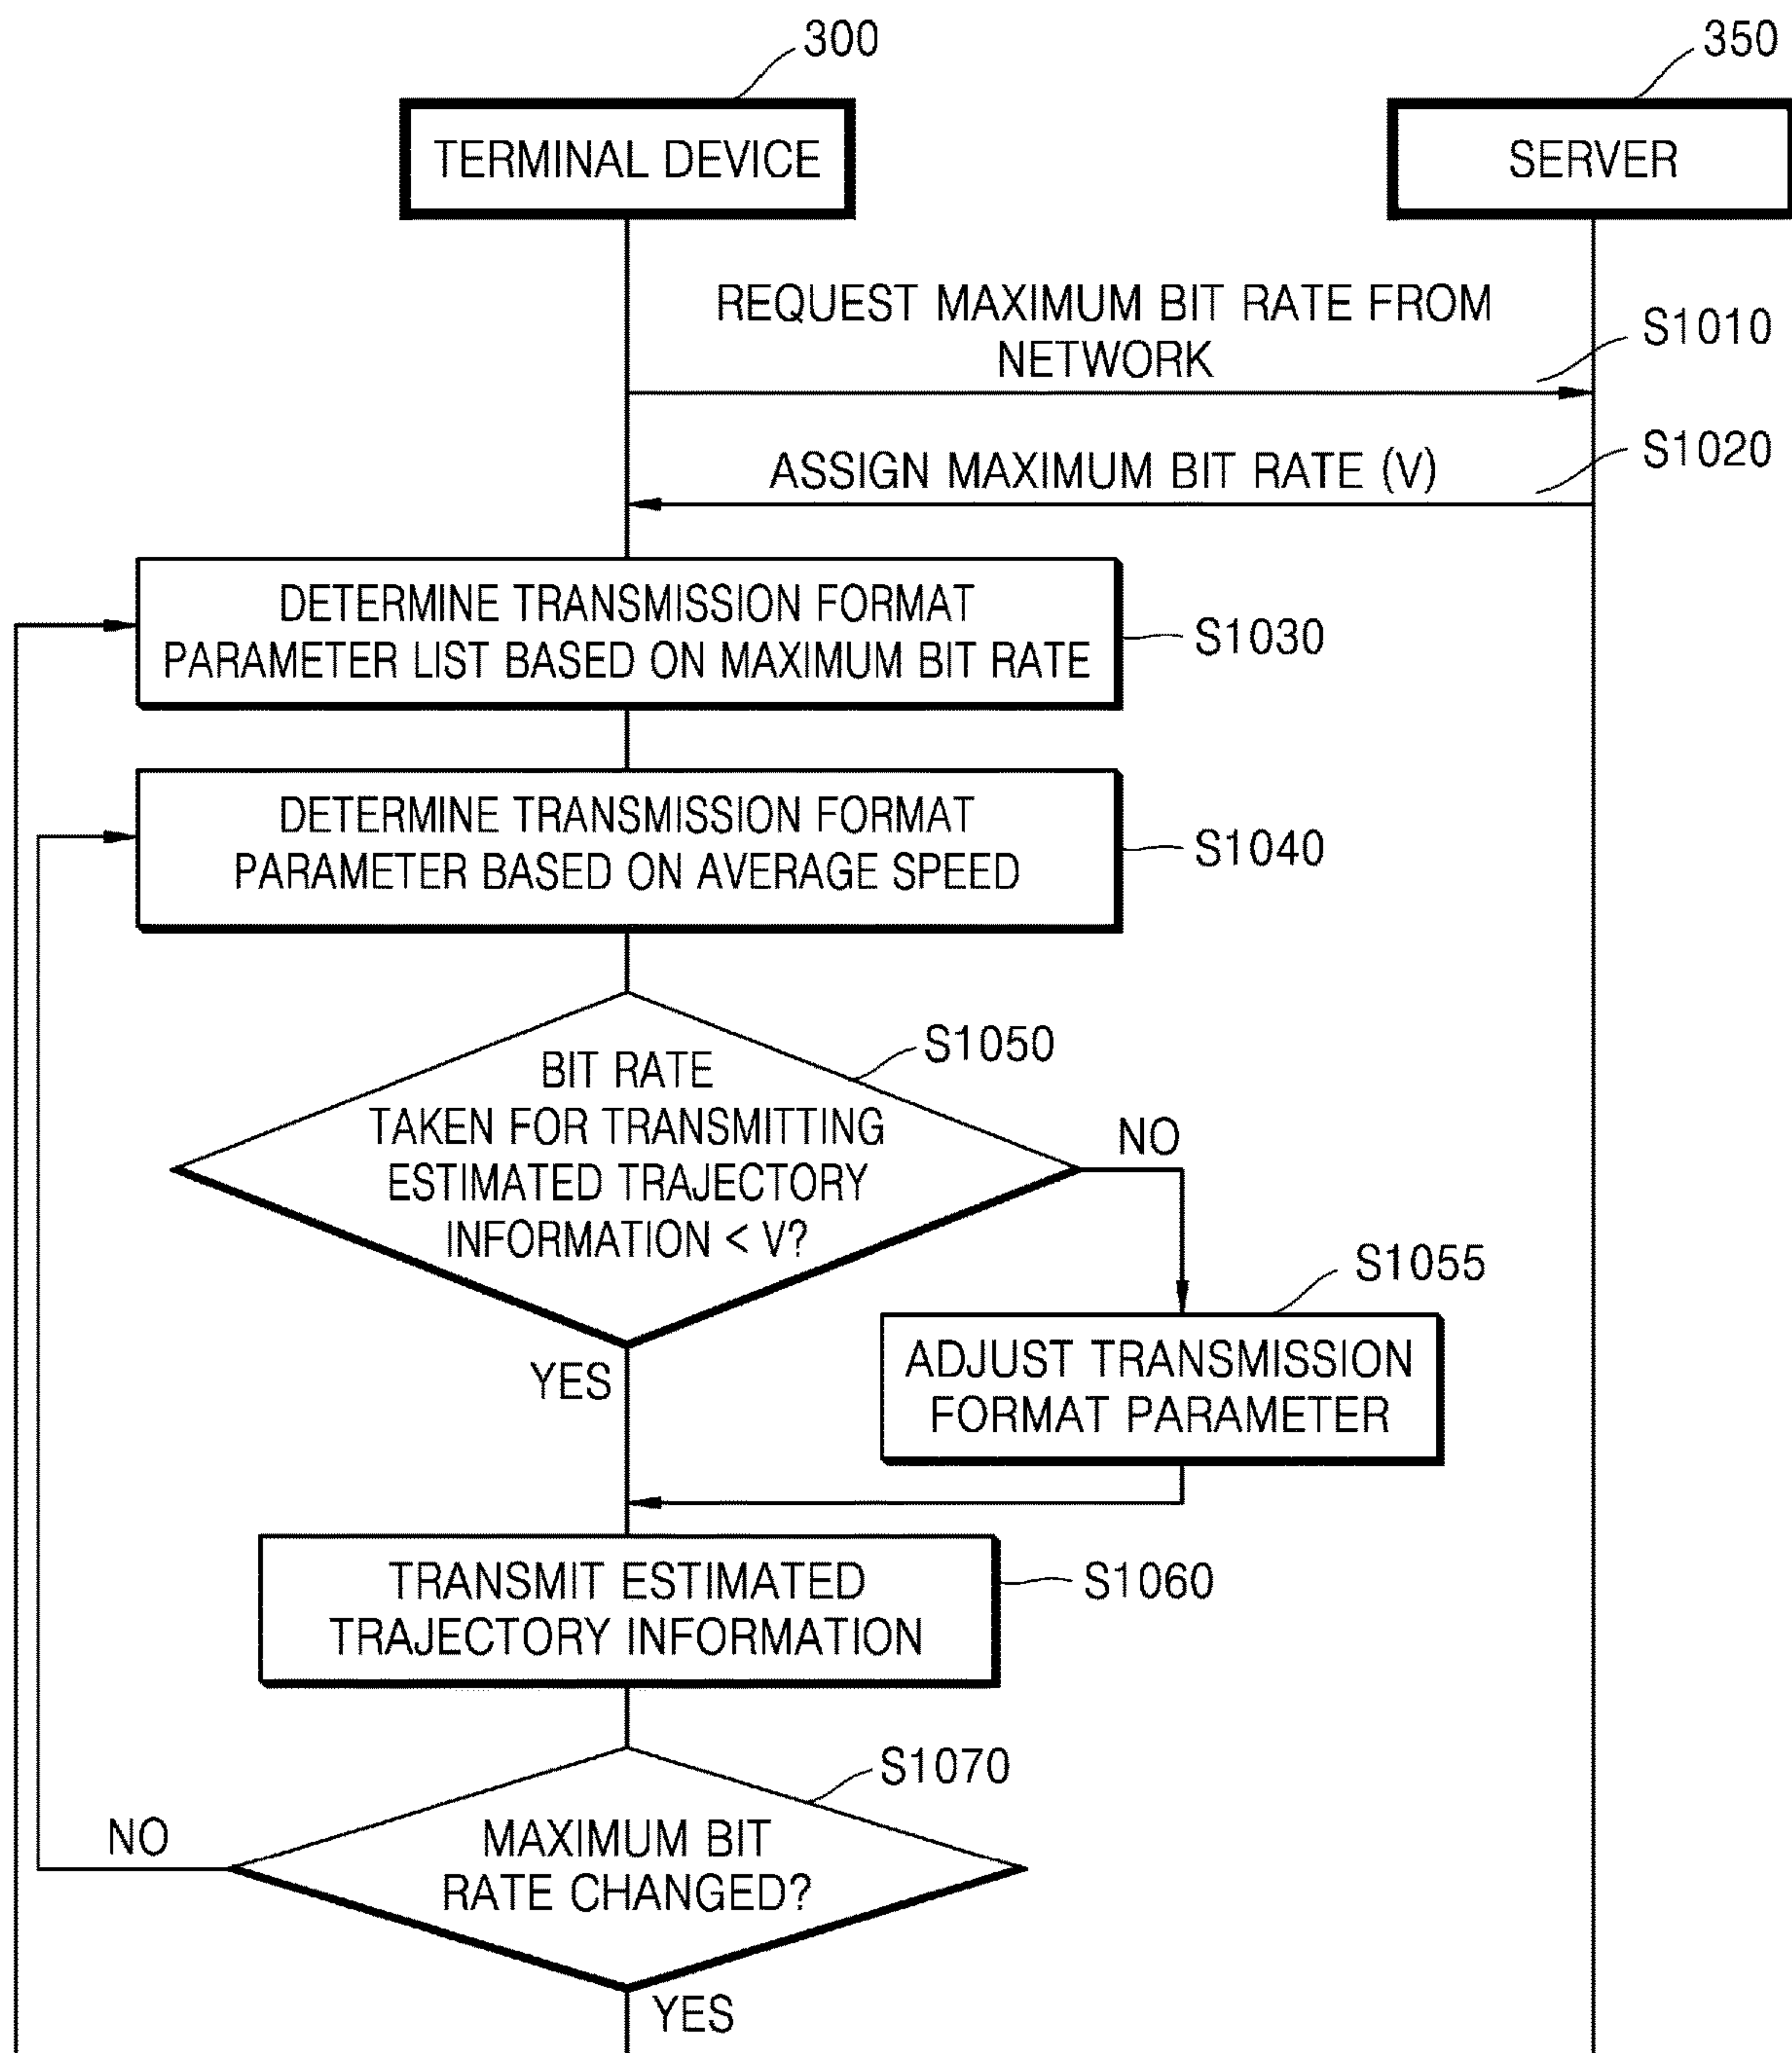 300
350
TERMINAL DEVICE
SERVER
REQUEST MAXIMUM BIT RATE FROM
NETWORK
S1010
ASSIGN MAXIMUM BIT RATE (V)
S1020
DETERMINE TRANSMISSION FORMAT
PARAMETER LIST BASED ON MAXIMUM BIT RATE
S1030
DETERMINE TRANSMISSION FORMAT
PARAMETER BASED ON AVERAGE SPEED
S1040
S1050
BIT RATE
TAKEN FOR TRANSMITTING
ESTIMATED TRAJECTORY
INFORMATION < V?
NO
YES
S1055
ADJUST TRANSMISSION
FORMAT PARAMETER
TRANSMIT ESTIMATED
TRAJECTORY INFORMATION
S1060
S1070
MAXIMUM BIT
RATE CHANGED?
NO
YES